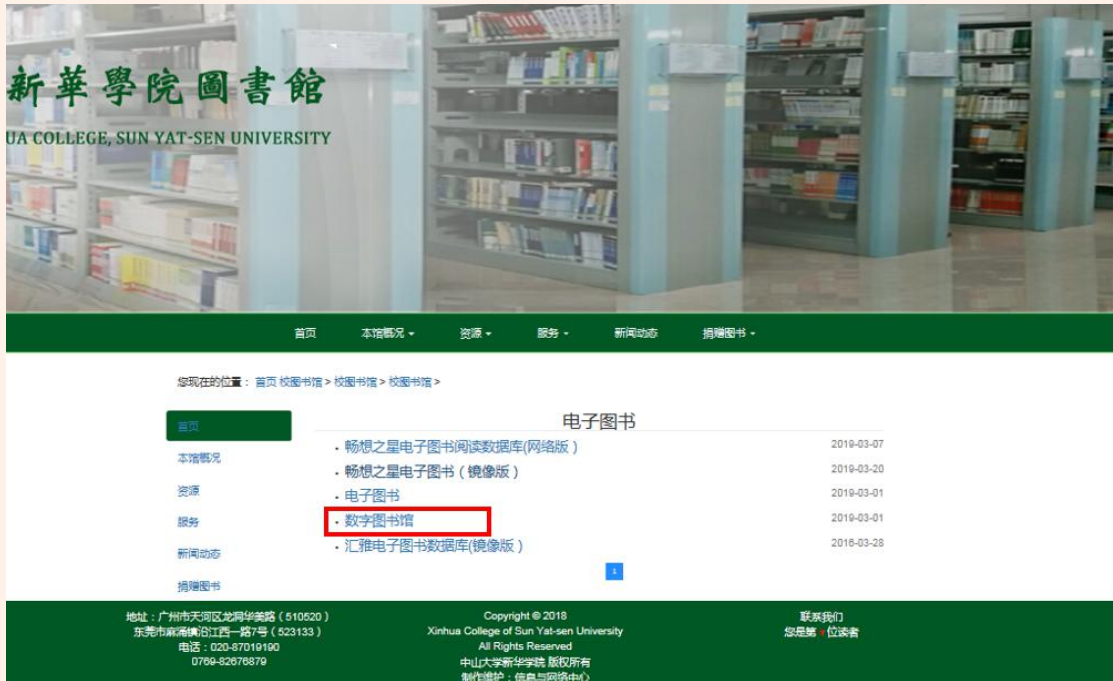 新華學院圖書館
UA COLLEGE, SUN YAT-SEN UNIVERSITY
首页 本馆概况 资源 服务 新闻动态 捐赠图书
您现在的位置：首页 校图书馆 > 校图书馆 > 校图书馆 >
首页
本馆概况
资源
服务
新闻动态
捐赠图书
电子图书
· 畅想之星电子图书阅读数据库(网络版） 2019-03-07
· 畅想之星电子图书（镜像版） 2019-03-20
· 电子图书 2019-03-01
· 数字图书馆 2019-03-01
· 汇雅电子图书数据库(镜像版） 2016-03-28
1
地址：广州市天河区龙洞华美路（510520）
东莞市麻涌镇沿江西一路7号（523133）
电话：020-87019190
0769-82676879
Copyright © 2018
Xinhua College of Sun Yat-sen University
All Rights Reserved
中山大学新华学院 版权所有
制作维护：信息与网络中心
联系我们
您是第 位读者